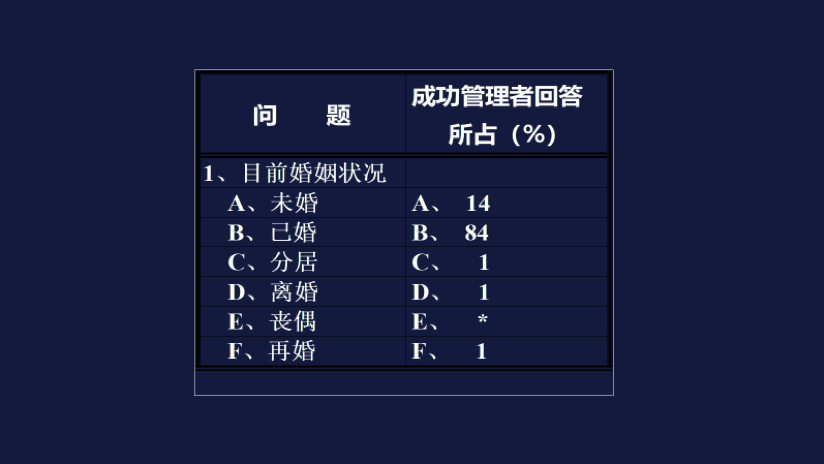 问 题
成功管理者回答
所占（%）
1、目前婚姻状况
A、未婚 A、 14
B、已婚 B、 84
C、分居 C、 1
D、离婚 D、 1
E、丧偶 E、 *
F、再婚 F、 1